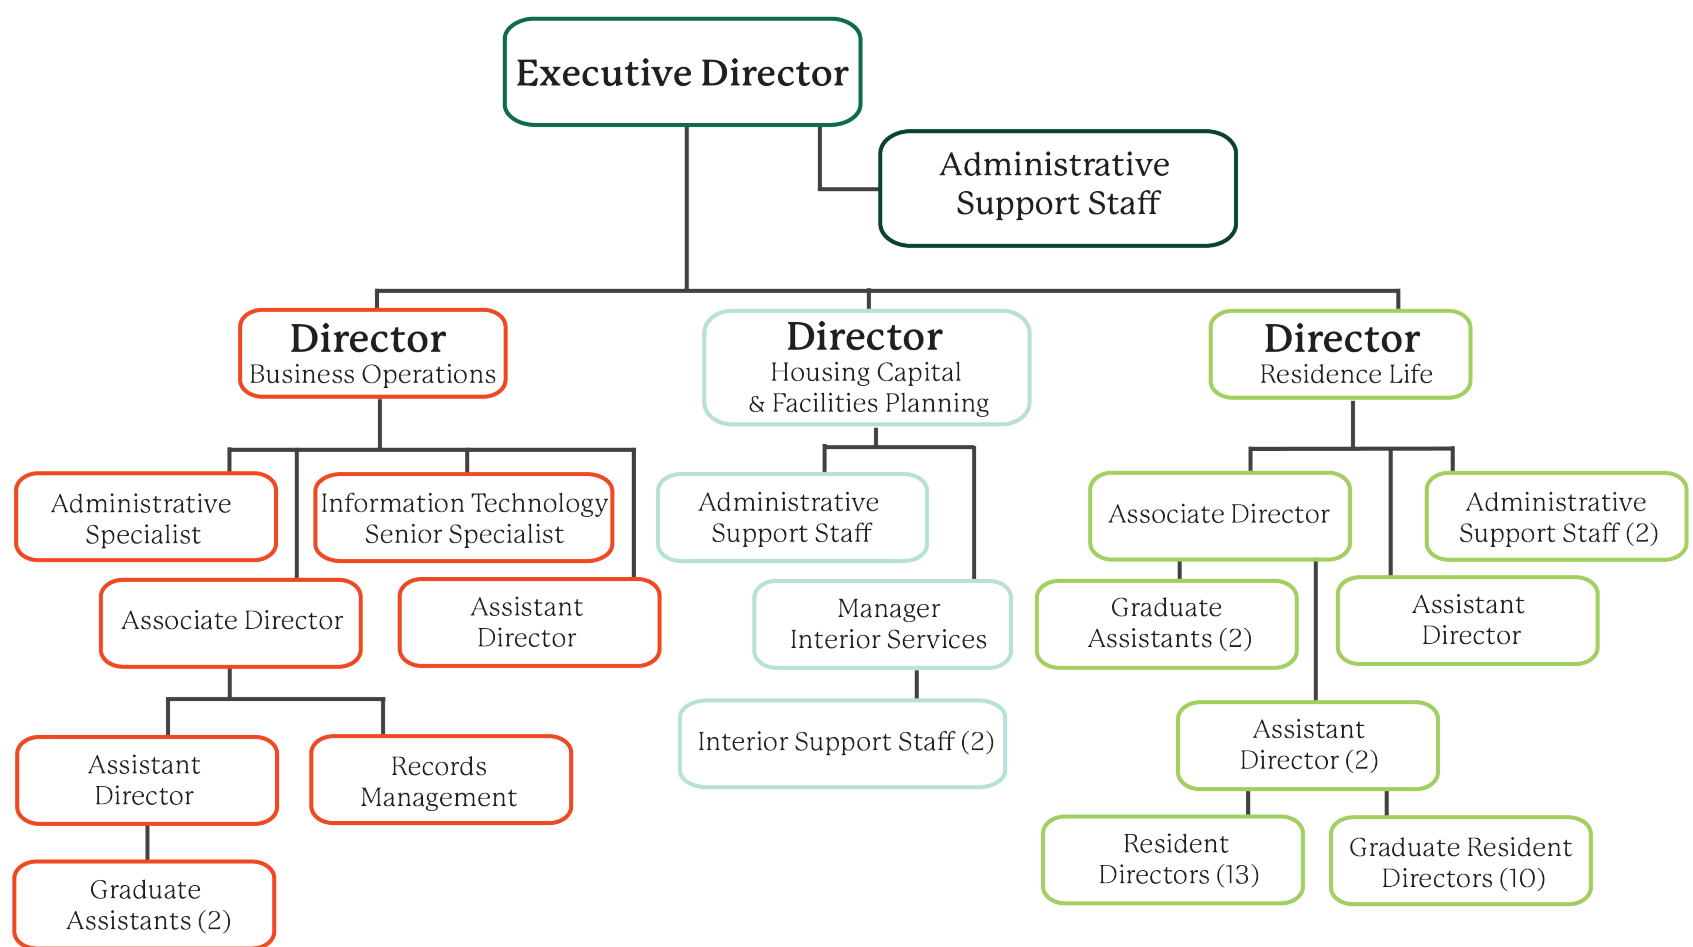 Executive Director
Administrative
Support Staff
Director
Business Operations
Director
Housing Capital
& Facilities Planning
Director
Residence Life
Administrative
Specialist
Information Technology
Senior Specialist
Administrative
Support Staff
Associate Director
Administrative
Support Staff (2)
Associate Director
Assistant
Director
Manager
Interior Services
Graduate
Assistants (2)
Assistant
Director
Assistant
Director
Records
Management
Interior Support Staff (2)
Assistant
Director (2)
Graduate
Assistants (2)
Resident
Directors (13)
Graduate Resident
Directors (10)